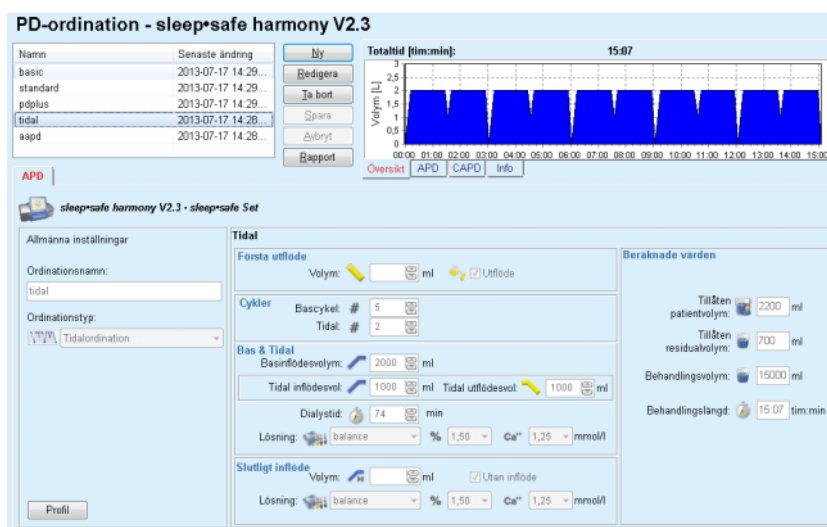 PD-ordination - sleep•safe harmony V2.3
Namn Senaste ändring
basic 2013-07-17 14:29...
standard 2013-07-17 14:29...
pdplus 2013-07-17 14:29...
tidal 2013-07-17 14:28...
aapd 2013-07-17 14:28...
Ny
Redigera
Ta bort
Spara
Avbryt
Rapport
Totaltid [tim:min]: 15:07
Volym [L]
3
2,5
2
1,5
1
0,5
0
00:00 01:00 02:00 03:00 04:00 05:00 06:00 07:00 08:00 09:00 10:00 11:00 12:00 13:00 14:00 15:00
Översikt APD CAPD Info
APD
sleep•safe harmony V2.3 - sleep•safe Set
Allmänna inställningar
Ordinationsnamn:
tidal
Ordinationstyp:
Tidalordination
Profil
Tidal
Första utflöde
Volym: ml Utflöde
Cykler Bascykel: # 5
Tidal: # 2
Bas & Tidal
Basinflödesvolym: 2000 ml
Tidal inflödesvol: 1000 ml Tidal utflödesvol: 1000 ml
Dialystid: 74 min
Lösning: balance % 1,50 Ca⁺⁺ 1,25 mmol/l
Slutligt inflöde
Volym: ml Utan inflöde
Lösning: balance % 1,50 Ca⁺⁺ 1,25 mmol/l
Beräknade värden
Tillåten patientvolym: 2200 ml
Tillåten residualvolym: 700 ml
Behandlingsvolym: 15000 ml
Behandlingslängd: 15:07 tim:min